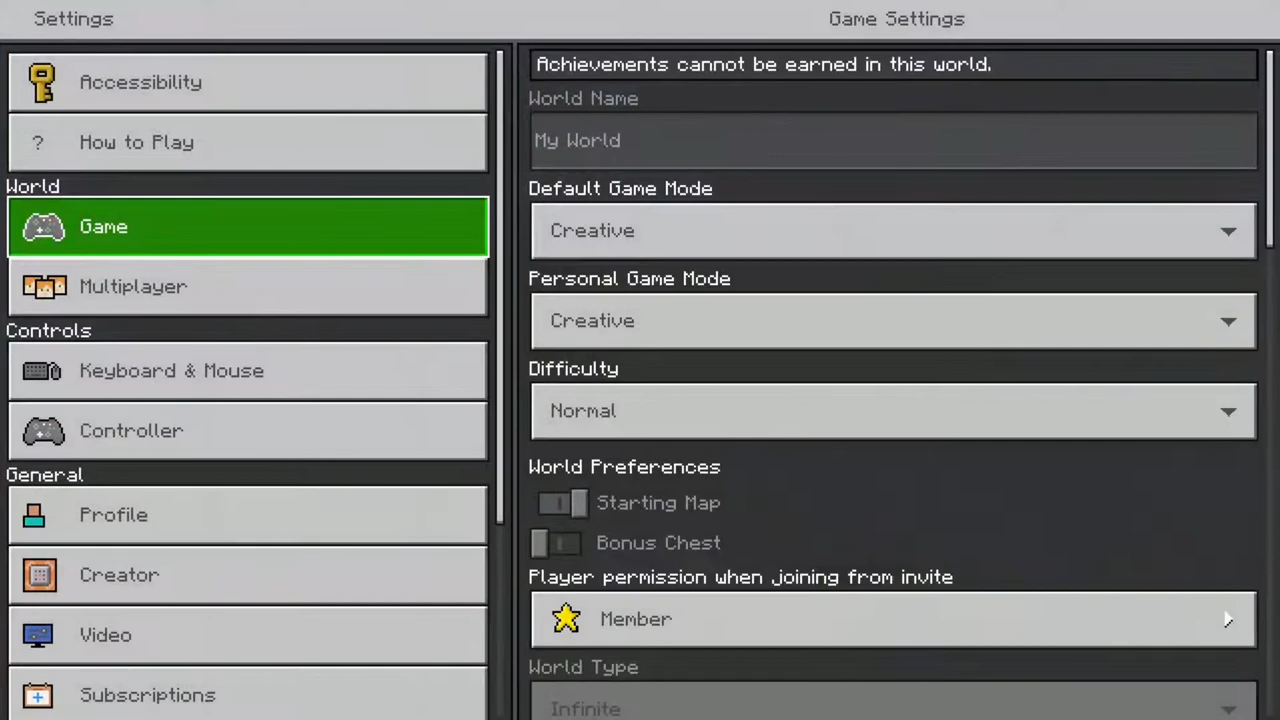 Settings
Game Settings
Accessibility
? How to Play
World
Game
Multiplayer
Controls
Keyboard & Mouse
Controller
General
Profile
Creator
Video
Subscriptions
Achievements cannot be earned in this world.
World Name
My World
Default Game Mode
Creative
Personal Game Mode
Creative
Difficulty
Normal
World Preferences
Starting Map
Bonus Chest
Player permission when joining from invite
Member
World Type
Infinite